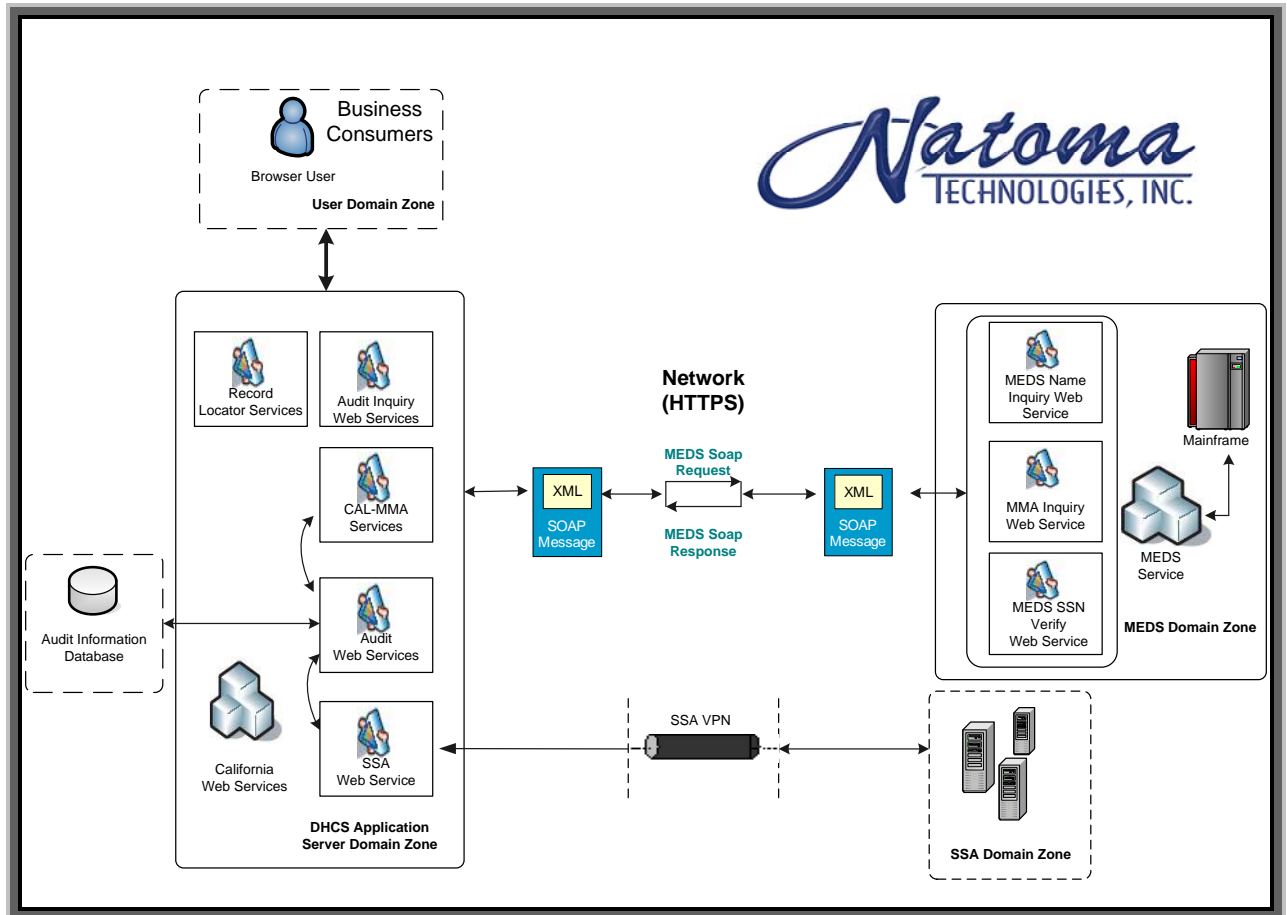 Business
Consumers
Browser User
User Domain Zone
Natoma
TECHNOLOGIES, INC.
Record
Locator Services
Audit Inquiry
Web Services
CAL-MMA
Services
Audit
Web Services
SSA
Web Service
California
Web Services
DHCS Application
Server Domain Zone
Audit Information
Database
Network
(HTTPS)
XML
SOAP
Message
MEDS Soap
Request
MEDS Soap
Response
XML
SOAP
Message
MEDS Name
Inquiry Web
Service
MMA Inquiry
Web Service
MEDS SSN
Verify
Web Service
Mainframe
MEDS
Service
MEDS Domain Zone
SSA VPN
SSA Domain Zone